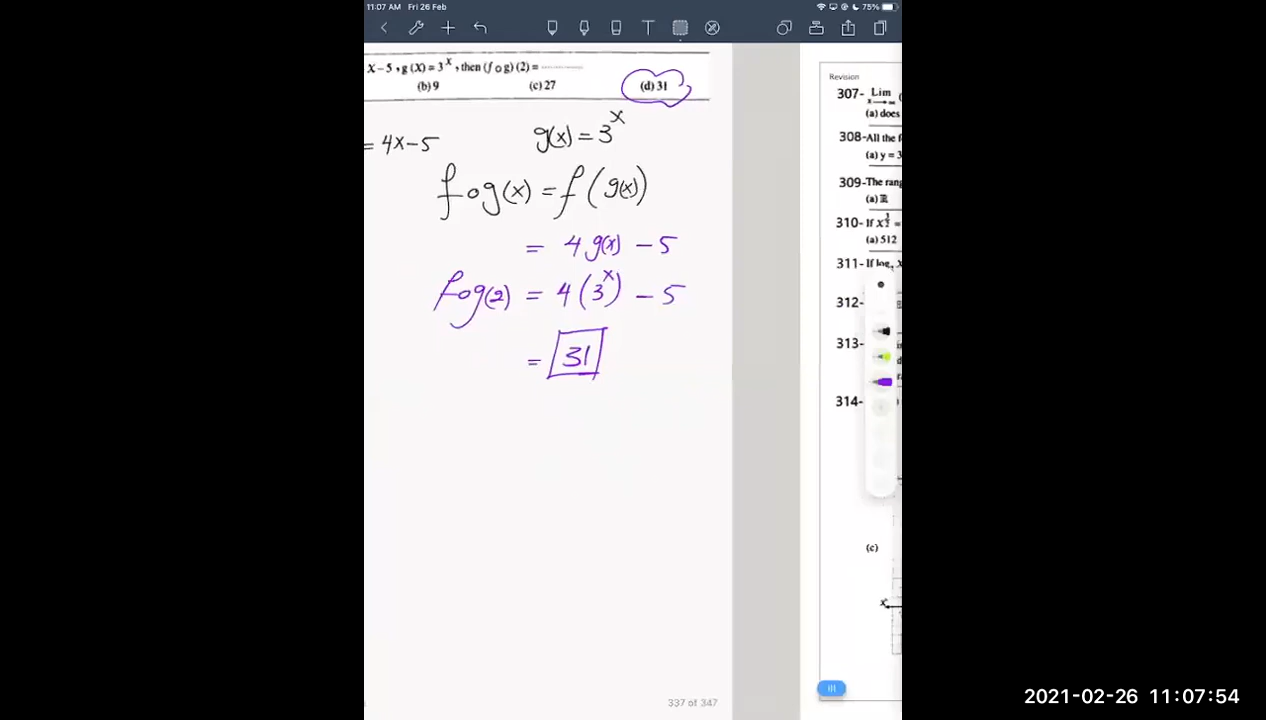 11:07 AM Fri 26 Feb
75%
X – 5 , g (X) = 3^X , then (f o g) (2) =
(b) 9
(c) 27
(d) 31
= 4x – 5
g(x) = 3^x
fog(x) = f(g(x))
= 4 g(x) – 5
fog(2) = 4(3^x) – 5
= 31
337 of 347
Revision
307- Lim
(a) does
308-All the
(a) y = 3
309-The rang
(a) ℝ
310- If x
(a) 512
311- If log
312-
313-
314-
(c)
2021-02-26 11:07:54